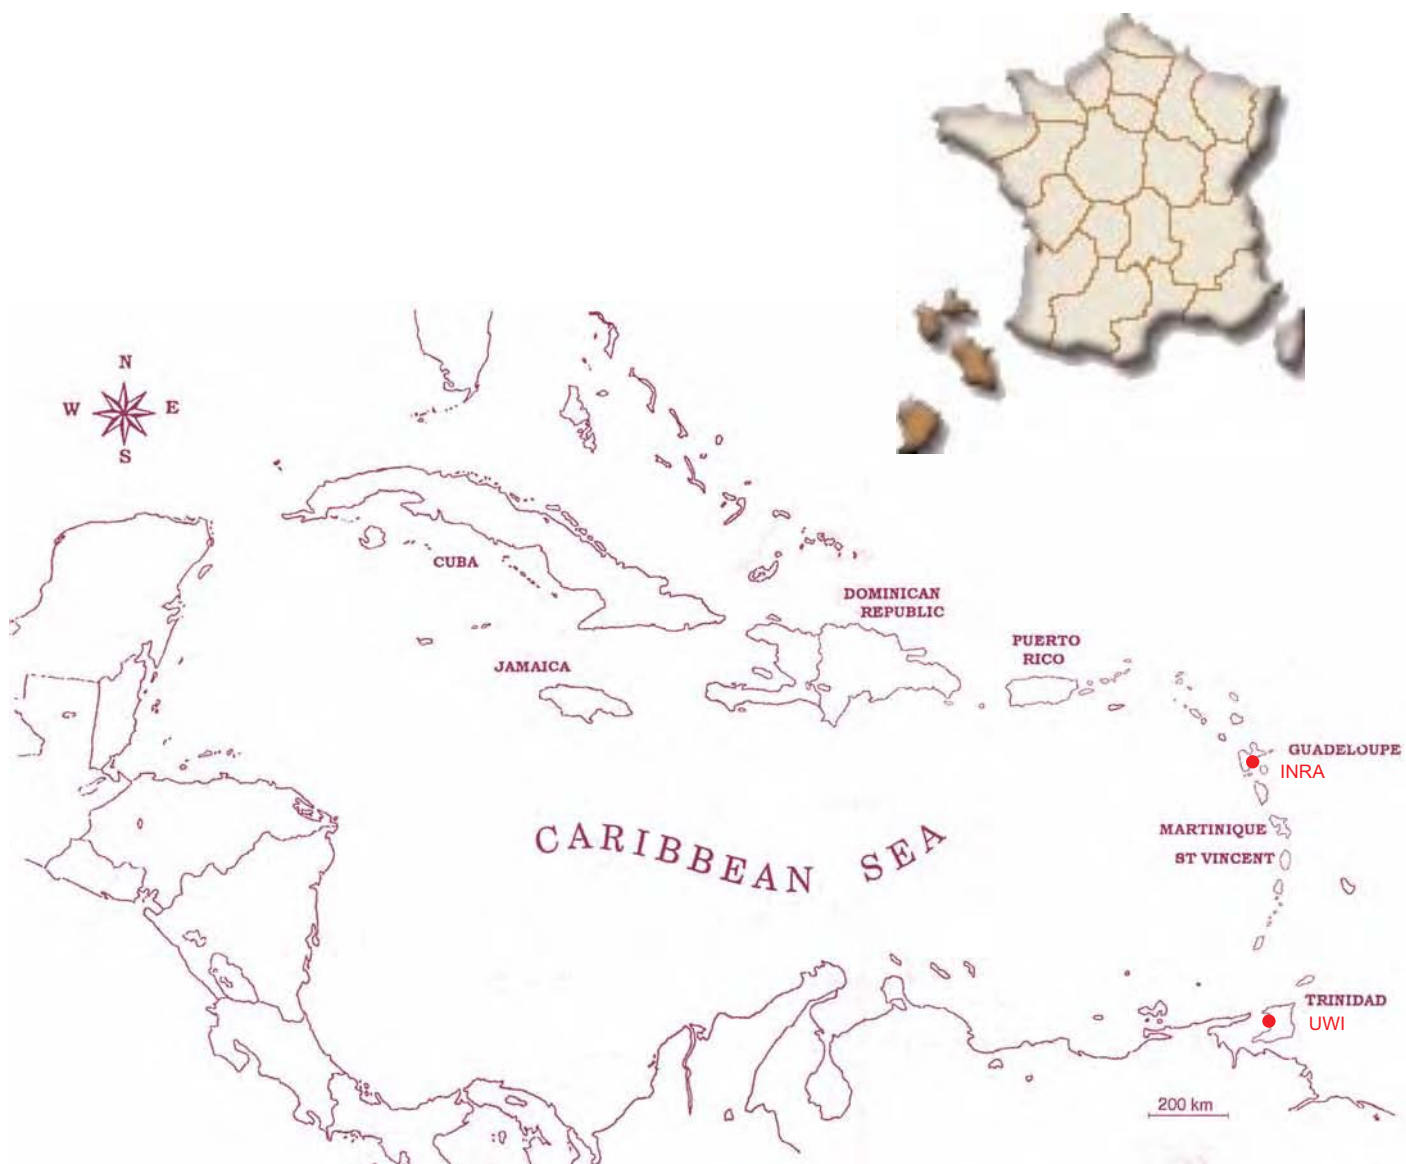 N
W E
S
CUBA
DOMINICAN
REPUBLIC
JAMAICA
PUERTO
RICO
GUADELOUPE
INRA
CARIBBEAN SEA
MARTINIQUE
ST VINCENT
TRINIDAD
UWI
200 km